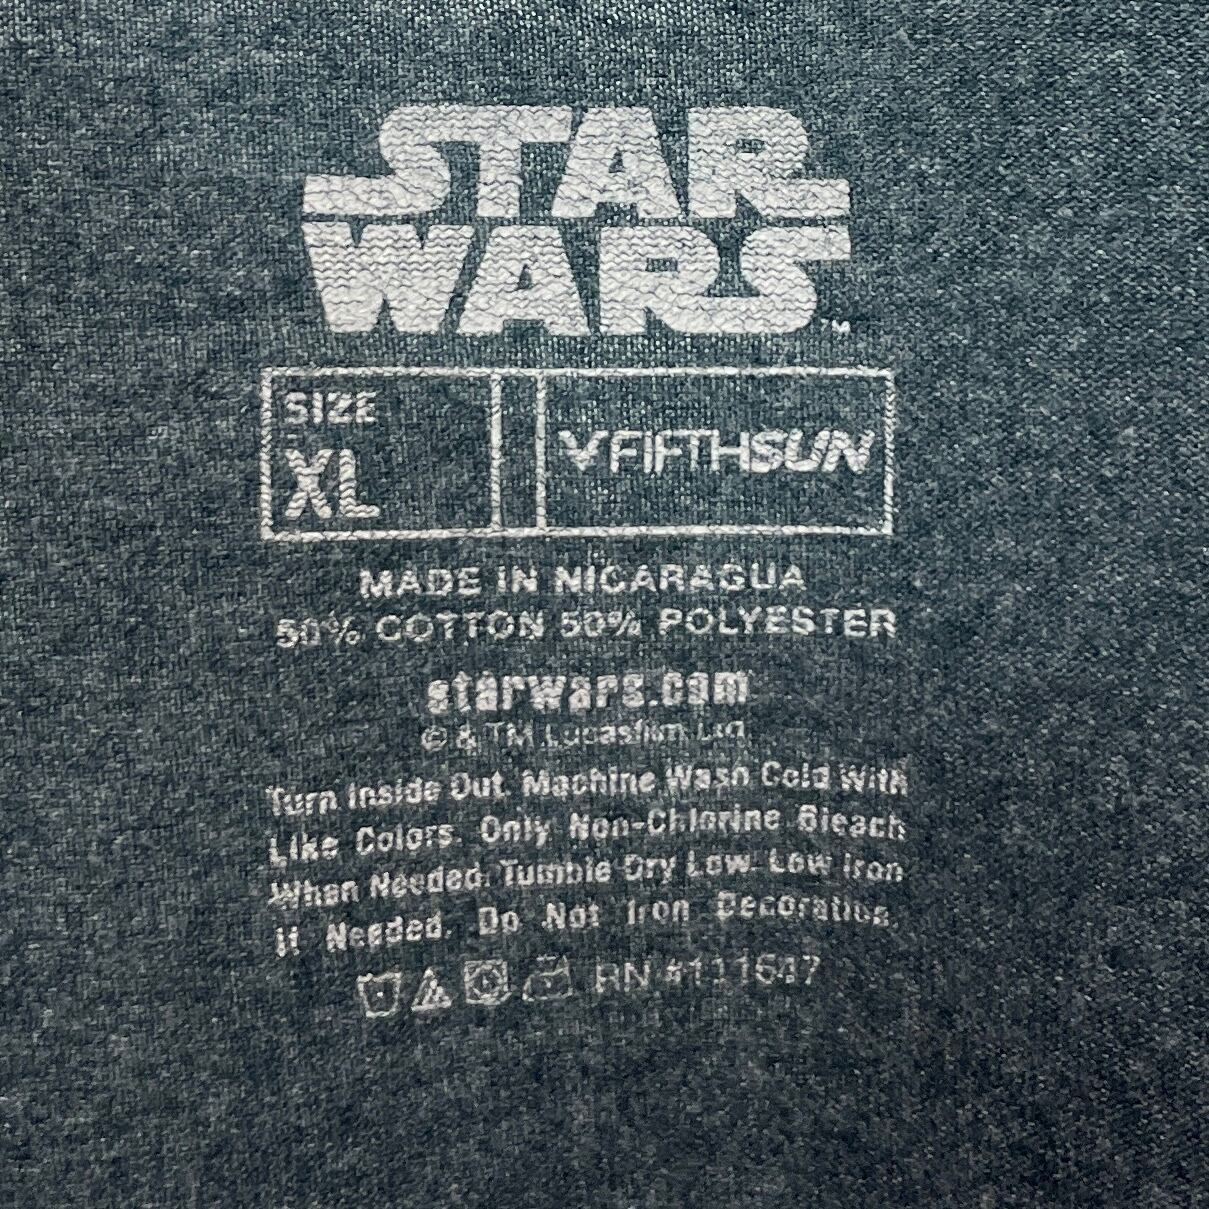 STAR
WARS™
SIZE
XL
FIFTHSUN
MADE IN NICARAGUA
50% COTTON 50% POLYESTER
starwars.com
© & TM Lucasfilm Ltd.
Turn Inside Out. Machine Wash Cold With
Like Colors. Only Non-Chlorine Bleach
When Needed. Tumble Dry Low. Low Iron
If Needed. Do Not Iron Decoration.
RN #111647